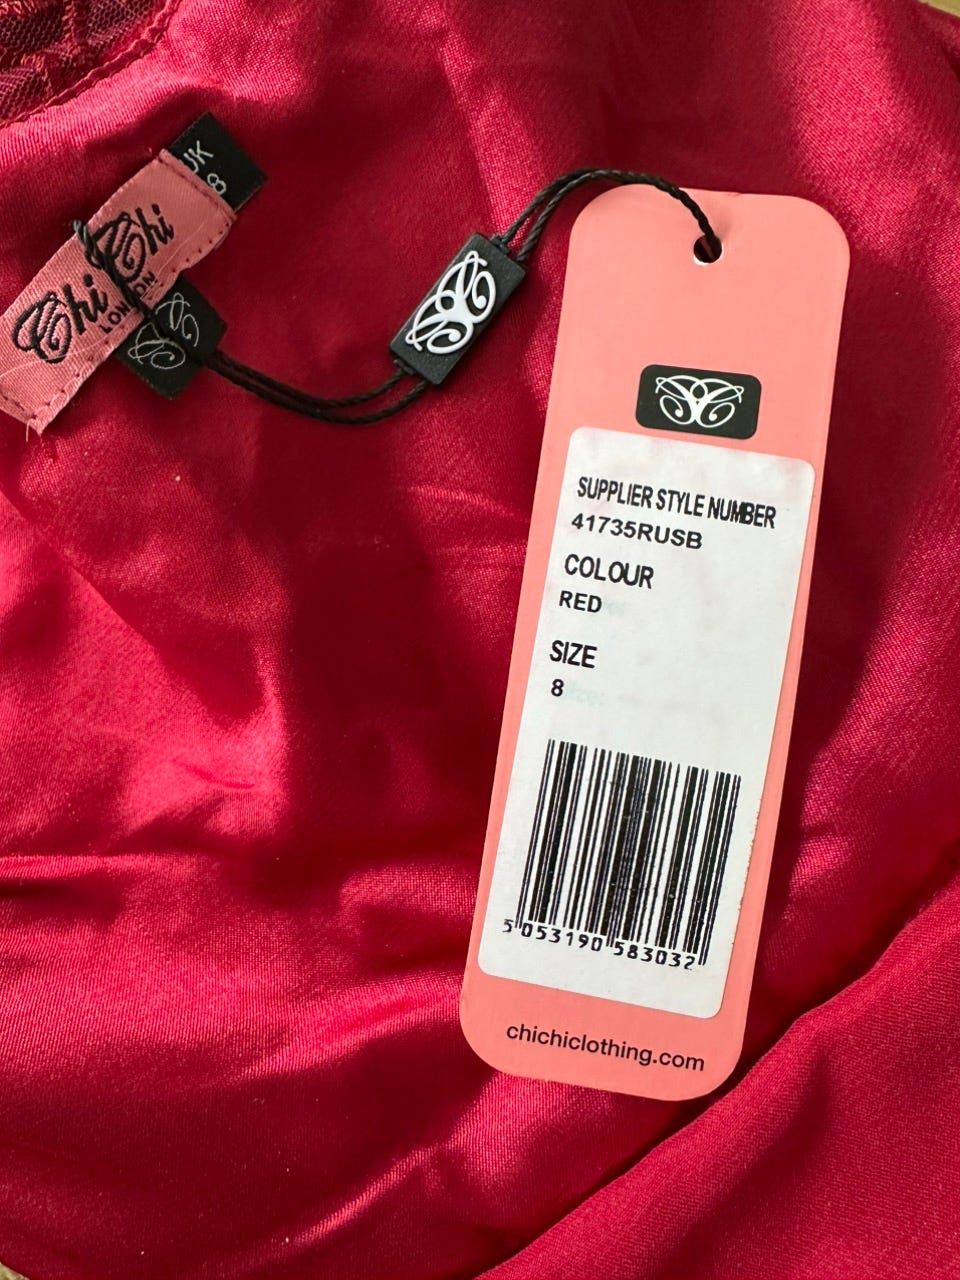 UK
8
Chi Chi
LONDON
SUPPLIER STYLE NUMBER
41735RUSB
COLOUR
RED
SIZE
8
5 053190 583032
chichiclothing.com